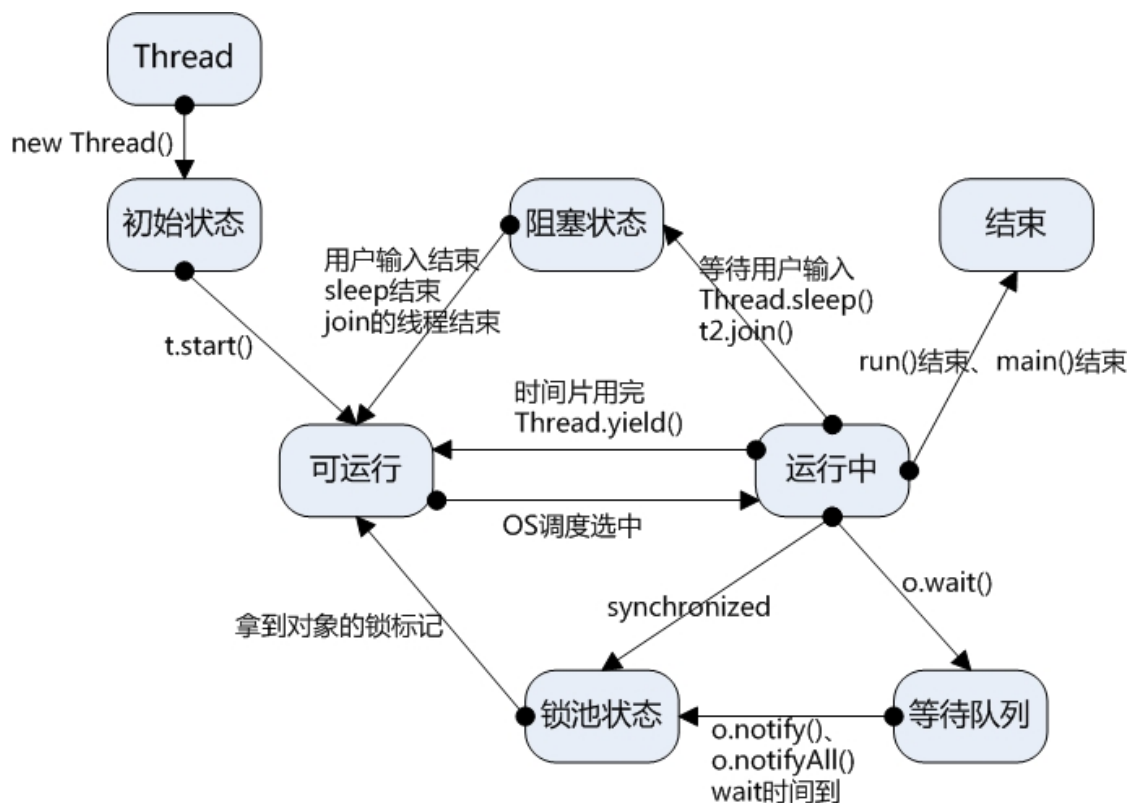 Thread
new Thread()
初始状态
阻塞状态
结束
用户输入结束
sleep结束
join的线程结束
等待用户输入
Thread.sleep()
t2.join()
t.start()
run()结束、main()结束
时间片用完
Thread.yield()
可运行
运行中
OS调度选中
o.wait()
synchronized
拿到对象的锁标记
锁池状态
等待队列
o.notify()、
o.notifyAll()
wait时间到